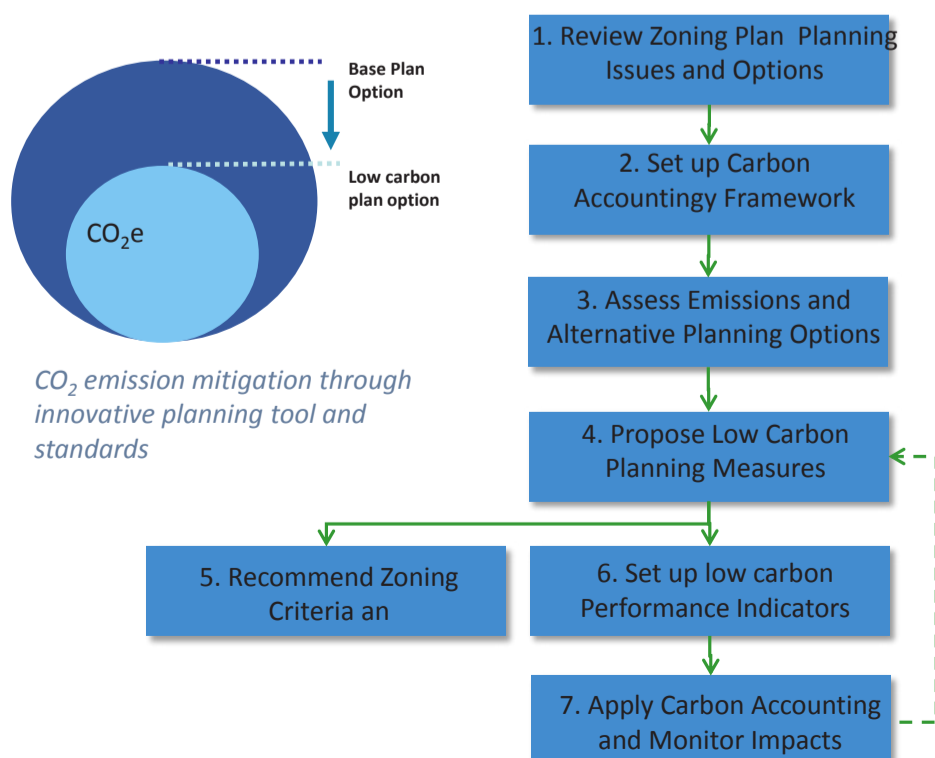 Base Plan
Option
Low carbon
plan option
CO₂e
CO₂ emission mitigation through
innovative planning tool and
standards
1. Review Zoning Plan Planning
Issues and Options
2. Set up Carbon
Accountingy Framework
3. Assess Emissions and
Alternative Planning Options
4. Propose Low Carbon
Planning Measures
5. Recommend Zoning
Criteria an
6. Set up low carbon
Performance Indicators
7. Apply Carbon Accounting
and Monitor Impacts